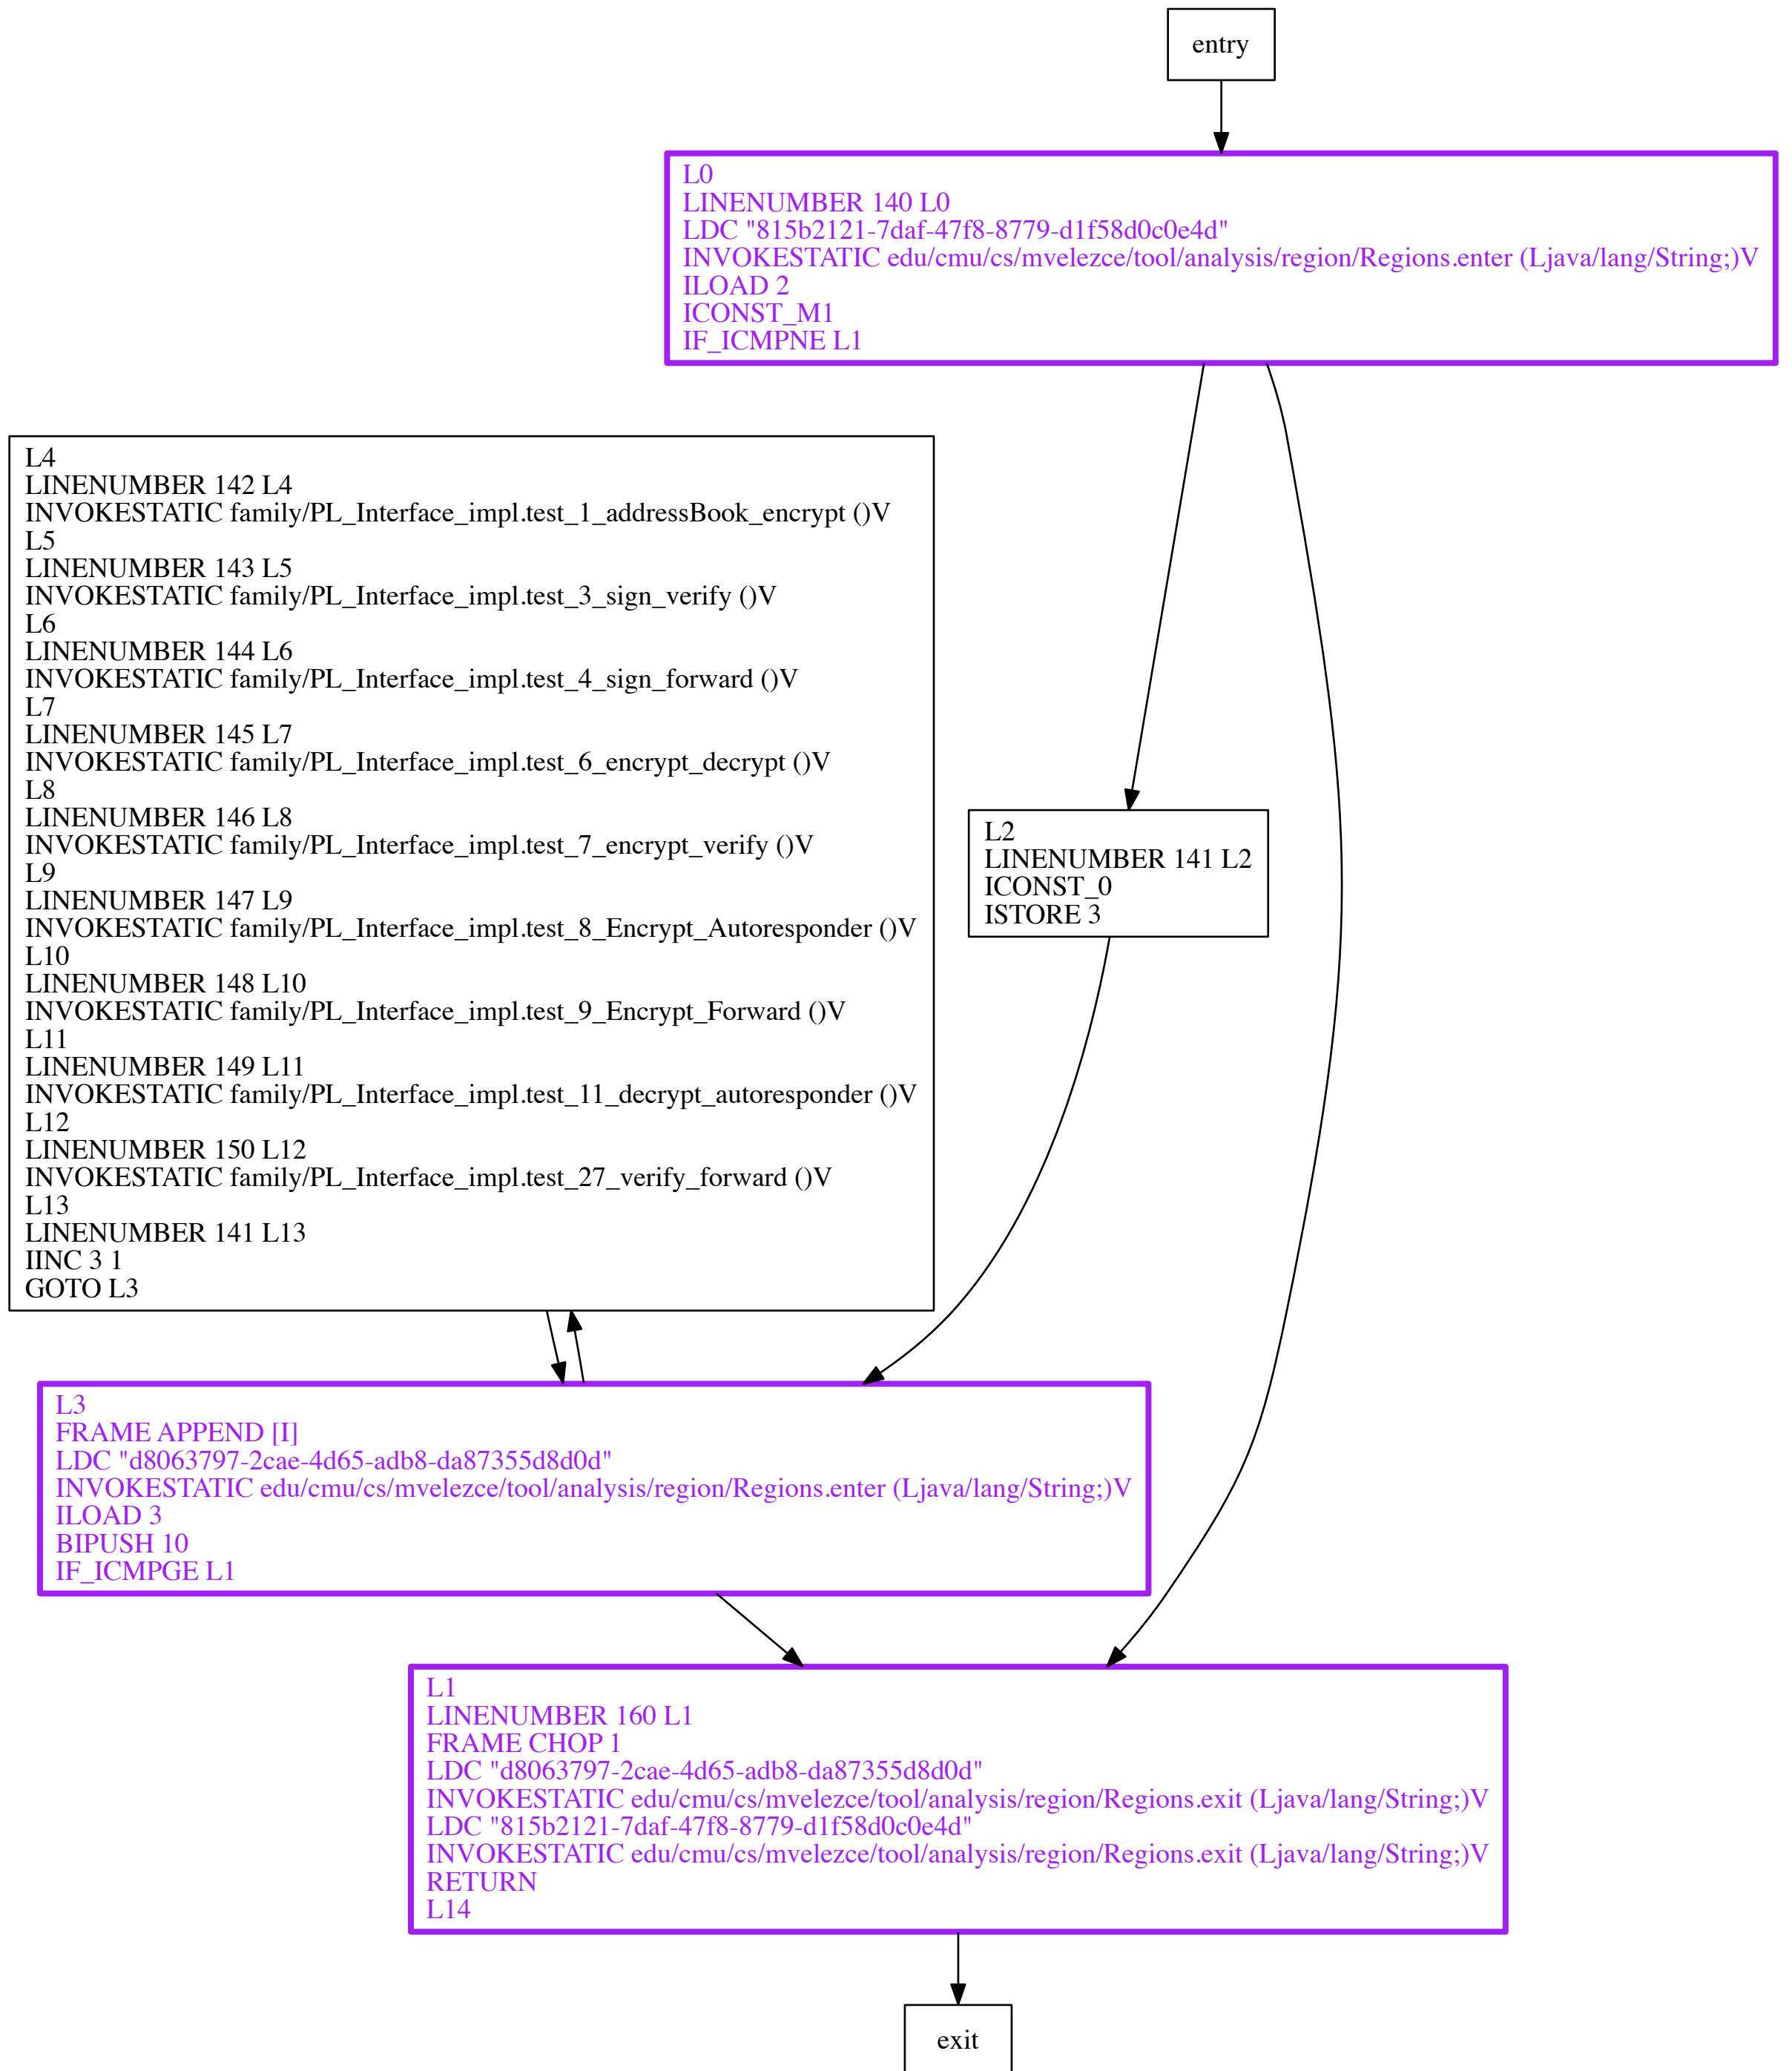 entry
L0
LINENUMBER 140 L0
LDC "815b2121-7daf-47f8-8779-d1f58d0c0e4d"
INVOKESTATIC edu/cmu/cs/mvelezce/tool/analysis/region/Regions.enter (Ljava/lang/String;)V
ILOAD 2
ICONST_M1
IF_ICMPNE L1
L4
LINENUMBER 142 L4
INVOKESTATIC family/PL_Interface_impl.test_1_addressBook_encrypt ()V
L5
LINENUMBER 143 L5
INVOKESTATIC family/PL_Interface_impl.test_3_sign_verify ()V
L6
LINENUMBER 144 L6
INVOKESTATIC family/PL_Interface_impl.test_4_sign_forward ()V
L7
LINENUMBER 145 L7
INVOKESTATIC family/PL_Interface_impl.test_6_encrypt_decrypt ()V
L8
LINENUMBER 146 L8
INVOKESTATIC family/PL_Interface_impl.test_7_encrypt_verify ()V
L9
LINENUMBER 147 L9
INVOKESTATIC family/PL_Interface_impl.test_8_Encrypt_Autoresponder ()V
L10
LINENUMBER 148 L10
INVOKESTATIC family/PL_Interface_impl.test_9_Encrypt_Forward ()V
L11
LINENUMBER 149 L11
INVOKESTATIC family/PL_Interface_impl.test_11_decrypt_autoresponder ()V
L12
LINENUMBER 150 L12
INVOKESTATIC family/PL_Interface_impl.test_27_verify_forward ()V
L13
LINENUMBER 141 L13
IINC 3 1
GOTO L3
L2
LINENUMBER 141 L2
ICONST_0
ISTORE 3
L3
FRAME APPEND [I]
LDC "d8063797-2cae-4d65-adb8-da87355d8d0d"
INVOKESTATIC edu/cmu/cs/mvelezce/tool/analysis/region/Regions.enter (Ljava/lang/String;)V
ILOAD 3
BIPUSH 10
IF_ICMPGE L1
L1
LINENUMBER 160 L1
FRAME CHOP 1
LDC "d8063797-2cae-4d65-adb8-da87355d8d0d"
INVOKESTATIC edu/cmu/cs/mvelezce/tool/analysis/region/Regions.exit (Ljava/lang/String;)V
LDC "815b2121-7daf-47f8-8779-d1f58d0c0e4d"
INVOKESTATIC edu/cmu/cs/mvelezce/tool/analysis/region/Regions.exit (Ljava/lang/String;)V
RETURN
L14
exit